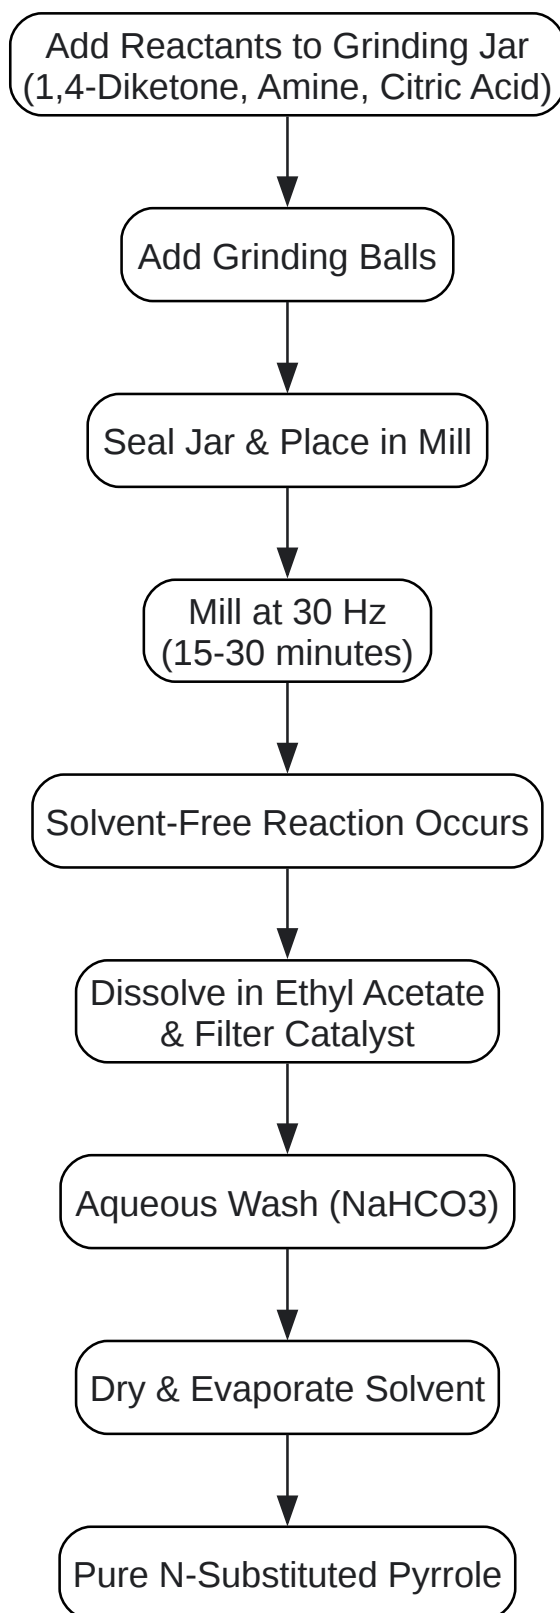 Add Reactants to Grinding Jar
(1,4-Diketone, Amine, Citric Acid)
Add Grinding Balls
Seal Jar & Place in Mill
Mill at 30 Hz
(15-30 minutes)
Solvent-Free Reaction Occurs
Dissolve in Ethyl Acetate
& Filter Catalyst
Aqueous Wash (NaHCO3)
Dry & Evaporate Solvent
Pure N-Substituted Pyrrole